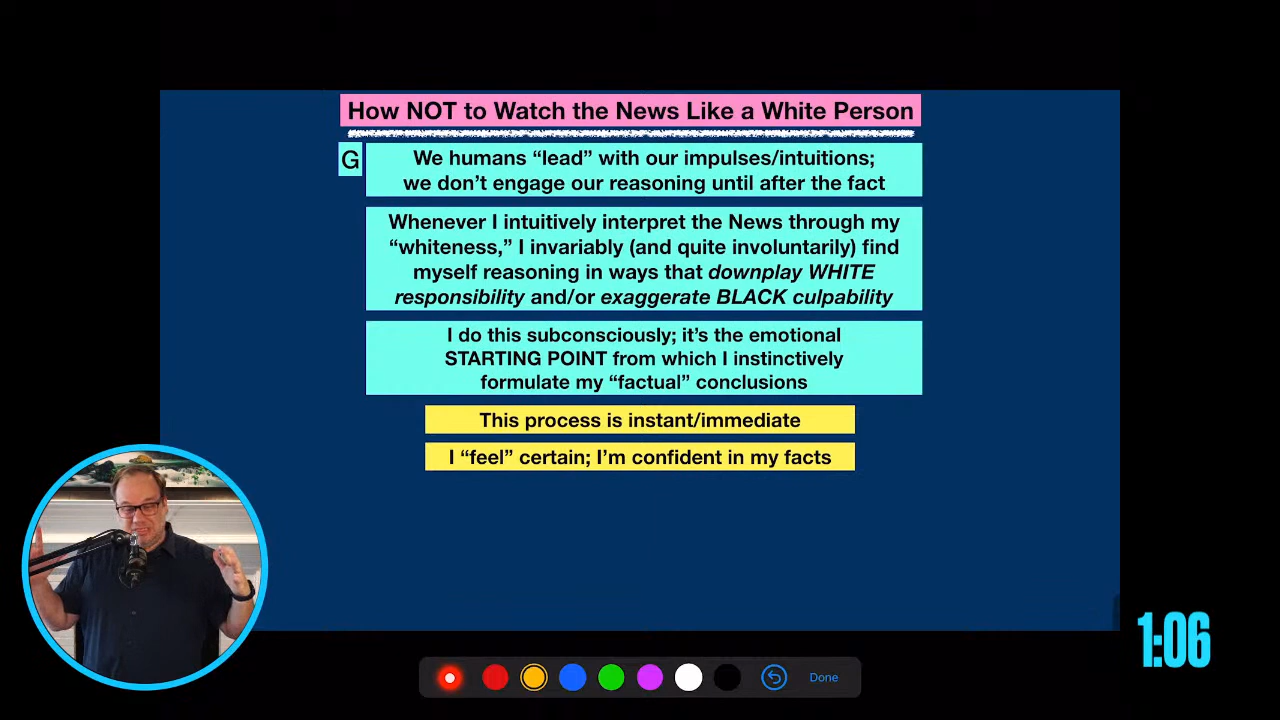 How NOT to Watch the News Like a White Person
G
We humans “lead” with our impulses/intuitions;
we don’t engage our reasoning until after the fact
Whenever I intuitively interpret the News through my
“whiteness,” I invariably (and quite involuntarily) find
myself reasoning in ways that downplay WHITE
responsibility and/or exaggerate BLACK culpability
I do this subconsciously; it’s the emotional
STARTING POINT from which I instinctively
formulate my “factual” conclusions
This process is instant/immediate
I “feel” certain; I’m confident in my facts
1:06
Done